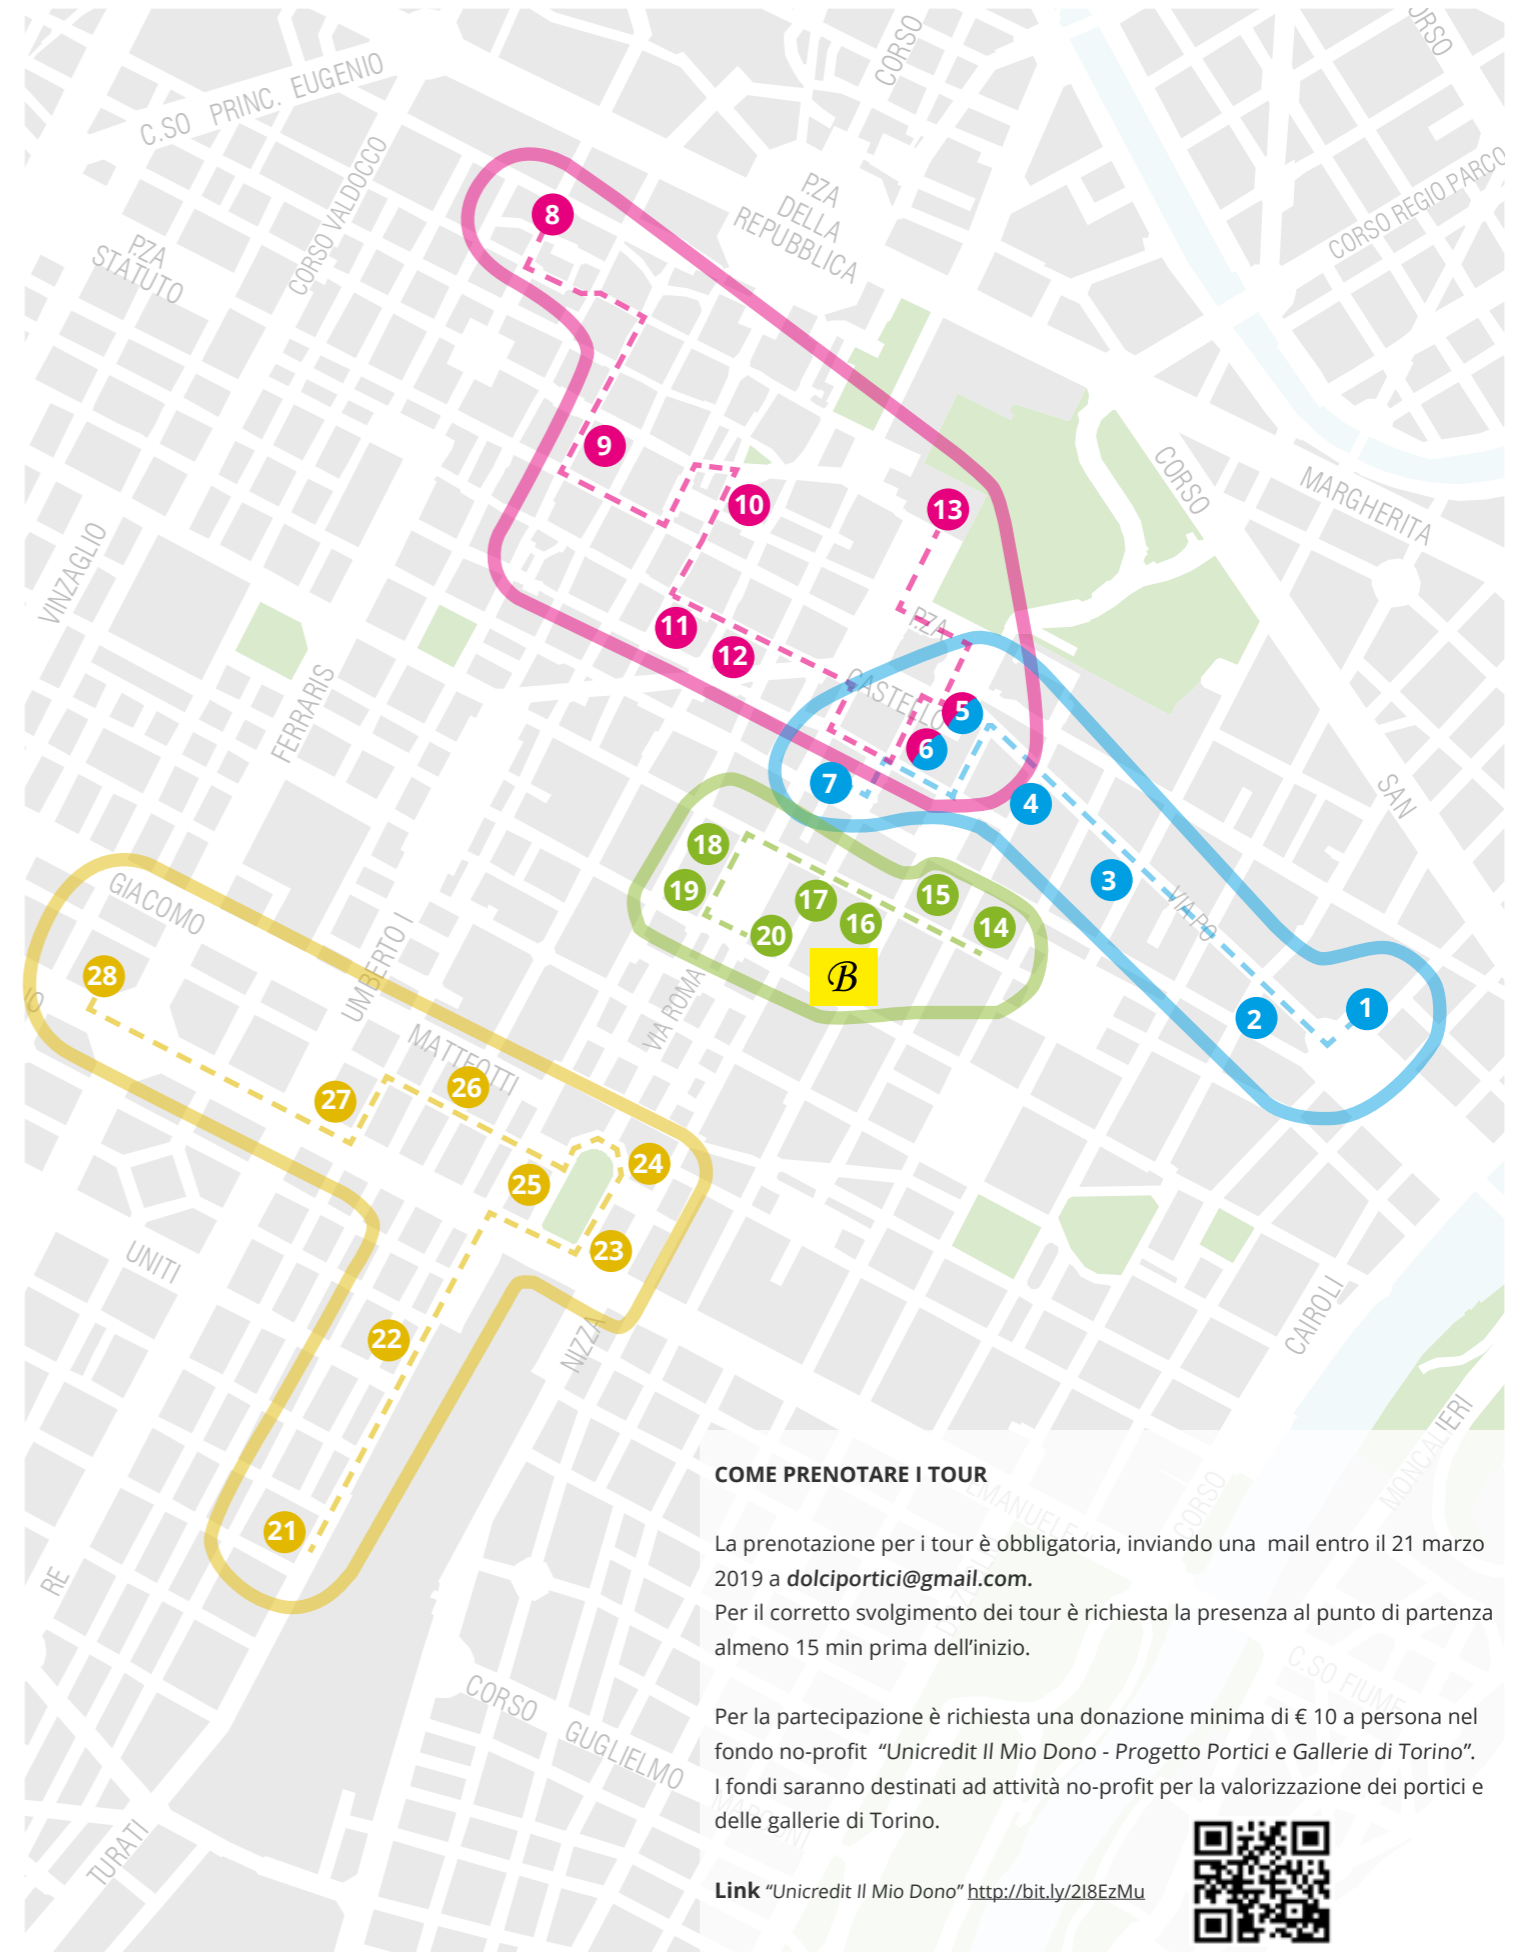 CORSO
ORSO
C.SO PRINC. EUGENIO
CORSO VALDOCCO
P.ZA
STATUTO
P.ZA
DELLA
REPUBBLICA
CORSO REGIO PARCO
8
9
10
13
CORSO
MARGHERITA
VINZAGLIO
11
12
P.ZA
CASTELLO
FERRARIS
5
6
7
4
SAN
18
19
17
16
15
14
20
B
3
VIA PO
2
1
GIACOMO
UMBERTO I
VIA ROMA
28
IO
MATTEOTTI
27
26
25
24
23
UNITI
22
NIZZA
CAIROLI
21
RE
MONCALIERI
CORSO
EMANUELE
COME PRENOTARE I TOUR
La prenotazione per i tour è obbligatoria, inviando una mail entro il 21 marzo
2019 a dolciportici@gmail.com.
Per il corretto svolgimento dei tour è richiesta la presenza al punto di partenza
almeno 15 min prima dell’inizio.
C.SO FIUME
CORSO
GUGLIELMO
Per la partecipazione è richiesta una donazione minima di € 10 a persona nel
fondo no-profit “Unicredit Il Mio Dono - Progetto Portici e Gallerie di Torino”.
I fondi saranno destinati ad attività no-profit per la valorizzazione dei portici e
delle gallerie di Torino.
TURATI
Link “Unicredit Il Mio Dono” http://bit.ly/2I8EzMu